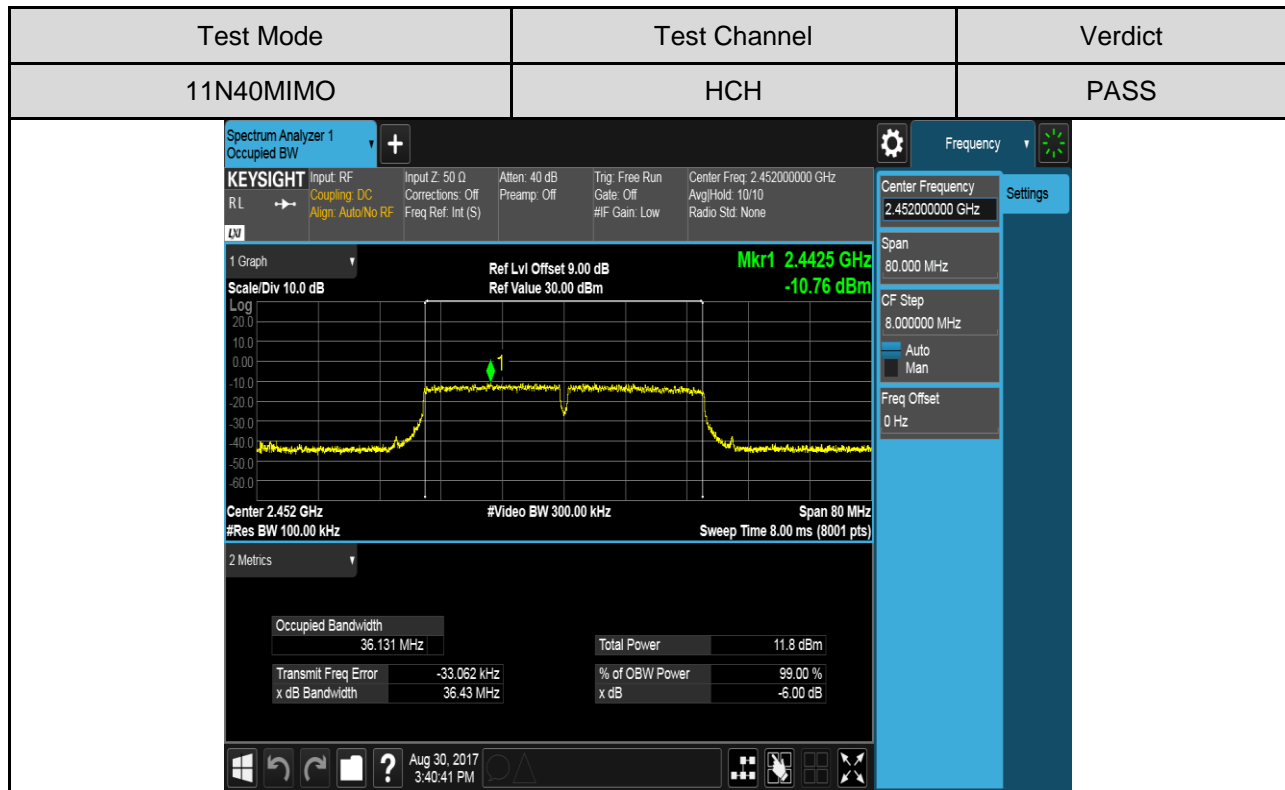 Test Mode Test Channel Verdict
11N40MIMO HCH PASS
Spectrum Analyzer 1
Occupied BW
+
Frequency
KEYSIGHT Input: RF Input Z: 50 Ω Atten: 40 dB Trig: Free Run Center Freq: 2.452000000 GHz
RL Coupling: DC Corrections: Off Preamp: Off Gate: Off Avg|Hold: 10/10
Align: Auto/No RF Freq Ref: Int (S) #IF Gain: Low Radio Std: None
LXI
Center Frequency
2.452000000 GHz
Settings
Span
80.000 MHz
CF Step
8.000000 MHz
Auto
Man
Freq Offset
0 Hz
1 Graph Ref Lvl Offset 9.00 dB Mkr1 2.4425 GHz
Scale/Div 10.0 dB Ref Value 30.00 dBm -10.76 dBm
Log
20.0
10.0
0.00
1
-10.0
-20.0
-30.0
-40.0
-50.0
-60.0
Center 2.452 GHz #Video BW 300.00 kHz Span 80 MHz
#Res BW 100.00 kHz Sweep Time 8.00 ms (8001 pts)
2 Metrics
Occupied Bandwidth
36.131 MHz Total Power 11.8 dBm
Transmit Freq Error -33.062 kHz % of OBW Power 99.00 %
x dB Bandwidth 36.43 MHz x dB -6.00 dB
? Aug 30, 2017
3:40:41 PM